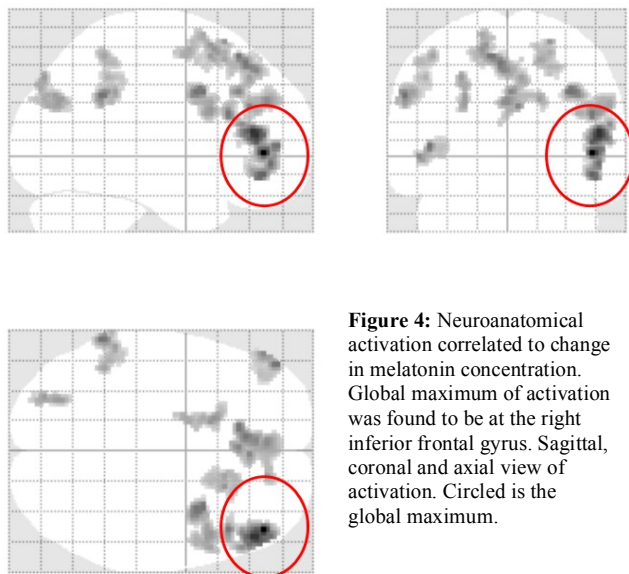 Figure 4: Neuroanatomical
activation correlated to change
in melatonin concentration.
Global maximum of activation
was found to be at the right
inferior frontal gyrus. Sagittal,
coronal and axial view of
activation. Circled is the
global maximum.